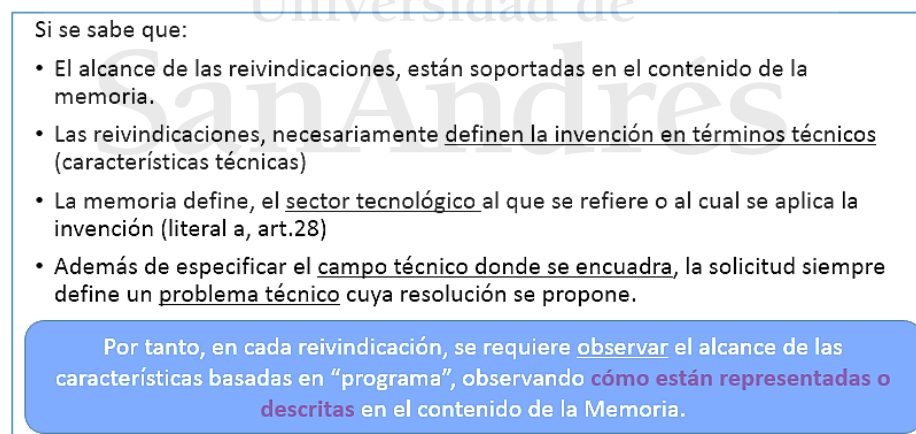 Universidad de
SanAndrés
Si se sabe que:
• El alcance de las reivindicaciones, están soportadas en el contenido de la
memoria.
• Las reivindicaciones, necesariamente definen la invención en términos técnicos
(características técnicas)
• La memoria define, el sector tecnológico al que se refiere o al cual se aplica la
invención (literal a, art.28)
• Además de especificar el campo técnico donde se encuadra, la solicitud siempre
define un problema técnico cuya resolución se propone.
Por tanto, en cada reivindicación, se requiere observar el alcance de las
características basadas en “programa”, observando cómo están representadas o
descritas en el contenido de la Memoria.